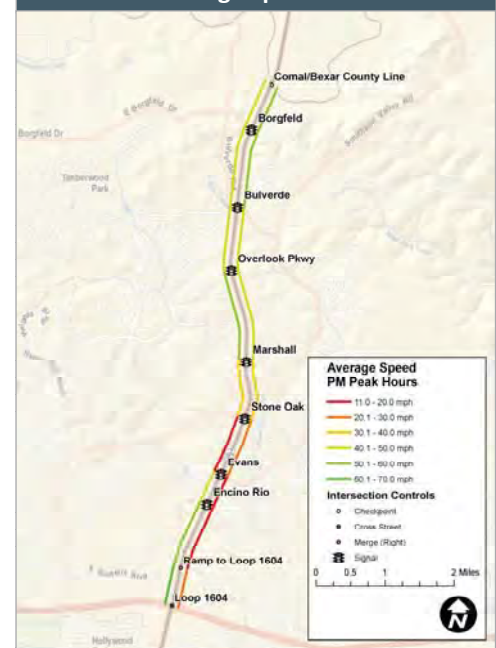 Comal/Bexar County Line
E Borgfeld Dr
Borgfeld
Borgfeld Dr
Timberwood
Park
Bulverde
Overlook Pkwy
Marshall
Stone Oak
Evans
Encino Rio
Ramp to Loop 1604
Loop 1604
Hollywood
Average Speed
PM Peak Hours
11.0 - 20.0 mph
20.1 - 30.0 mph
30.1 - 40.0 mph
40.1 - 50.0 mph
50.1 - 60.0 mph
60.1 - 70.0 mph
Intersection Controls
Checkpoint
Cross Street
Merge (Right)
Signal
0 0.5 1 2 Miles
N